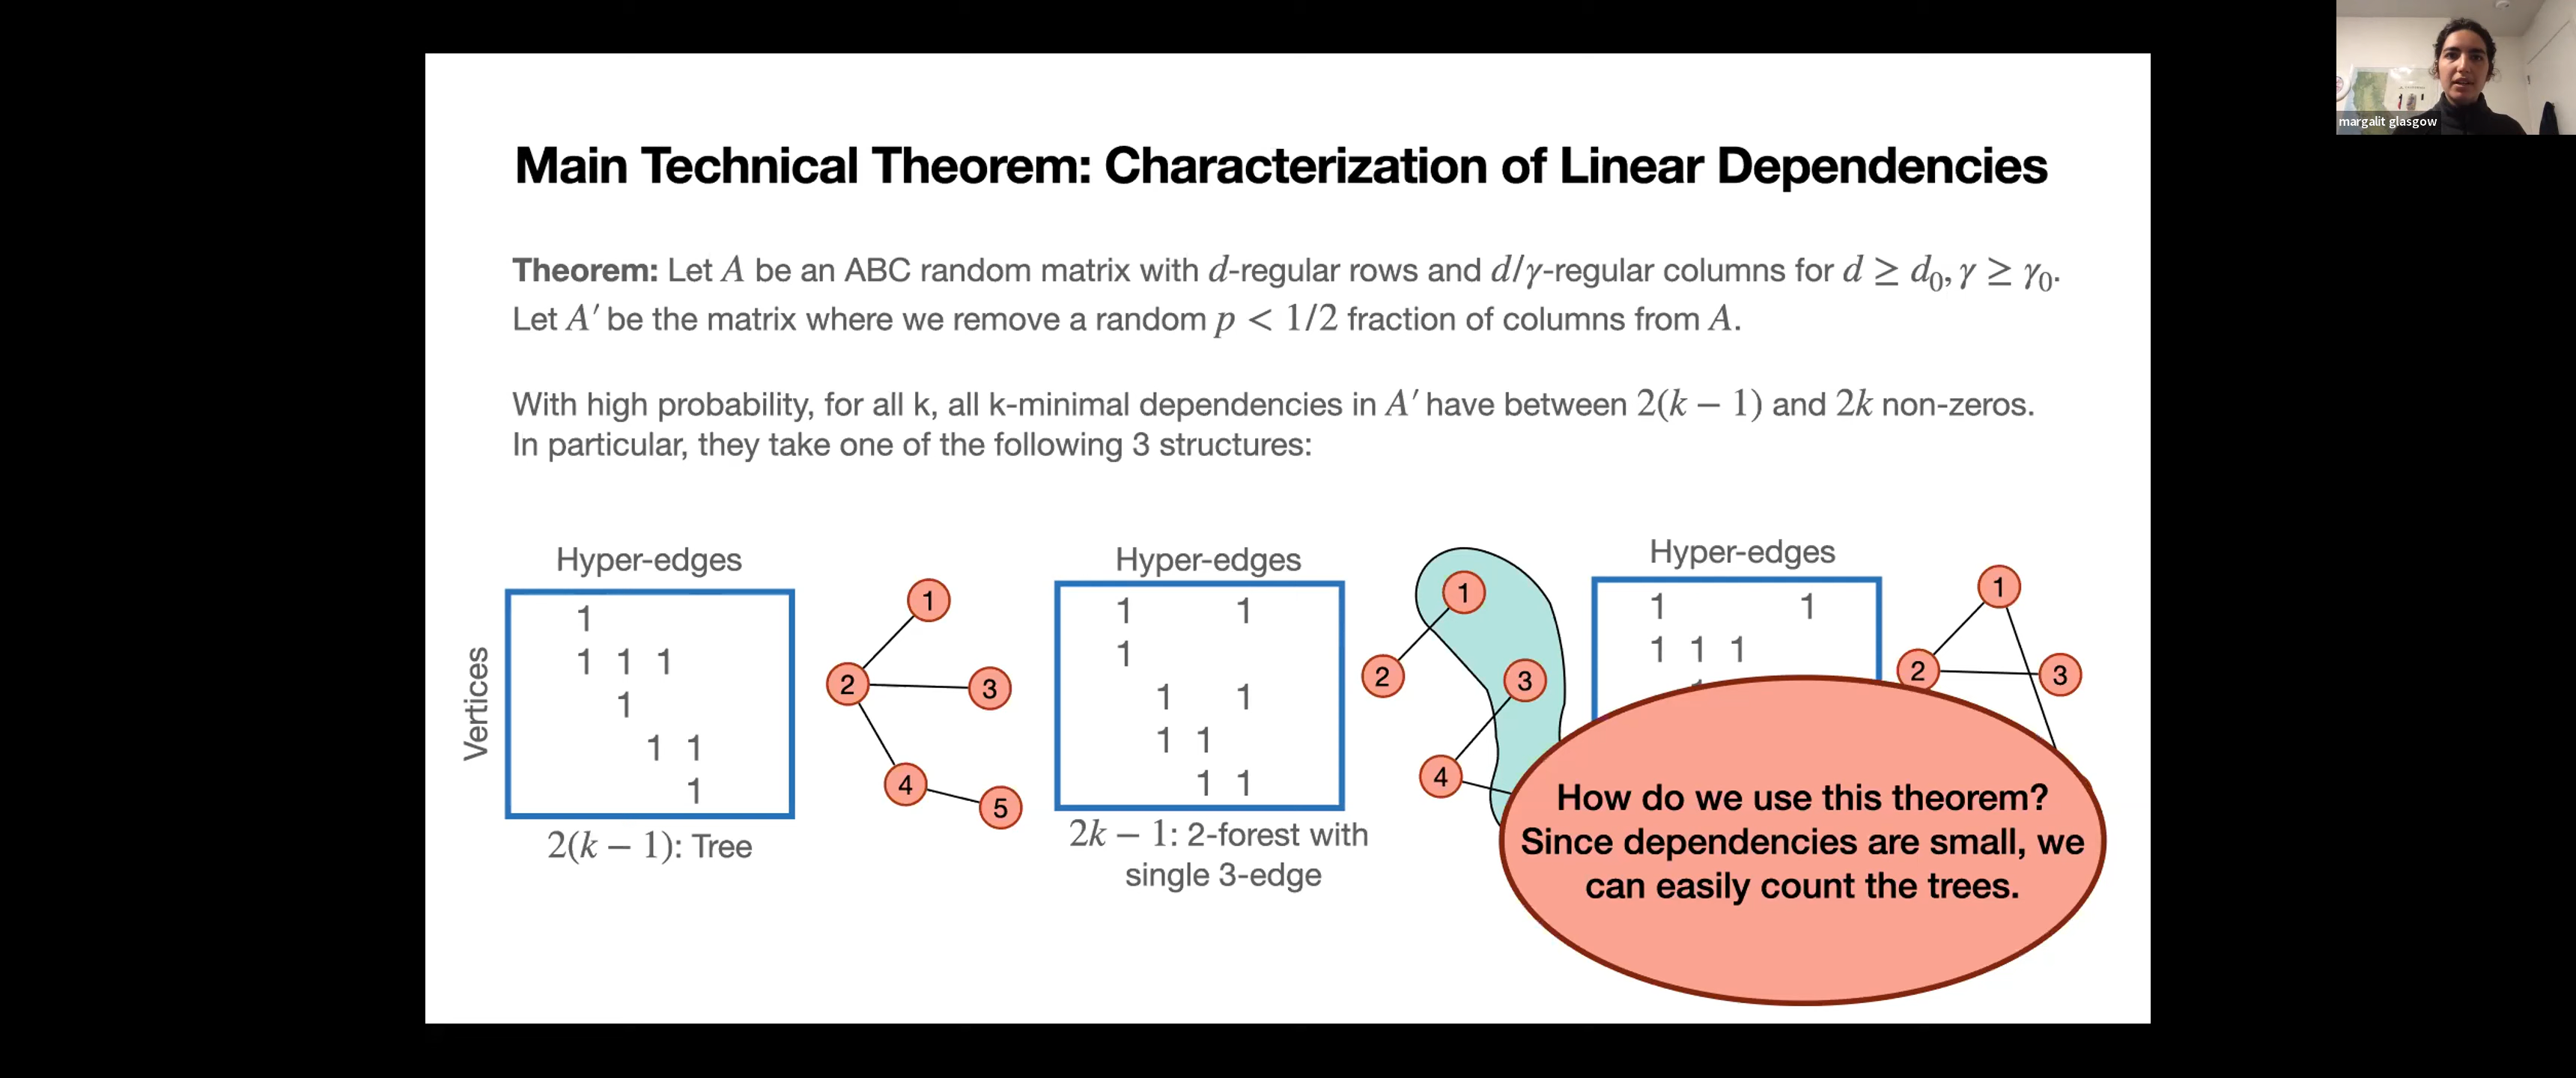 margalit glasgow
Main Technical Theorem: Characterization of Linear Dependencies
Theorem: Let A be an ABC random matrix with d-regular rows and d/γ-regular columns for d ≥ d₀, γ ≥ γ₀.
Let A′ be the matrix where we remove a random p < 1/2 fraction of columns from A.
With high probability, for all k, all k-minimal dependencies in A′ have between 2(k − 1) and 2k non-zeros.
In particular, they take one of the following 3 structures:
Hyper-edges
Vertices
1
1 1 1
1
1 1
1
2(k − 1): Tree
1
2
3
4
5
Hyper-edges
1 1
1
1 1
1 1
1 1
2k − 1: 2-forest with
single 3-edge
1
2
3
4
Hyper-edges
1 1
1 1 1
1
2
3
How do we use this theorem?
Since dependencies are small, we
can easily count the trees.